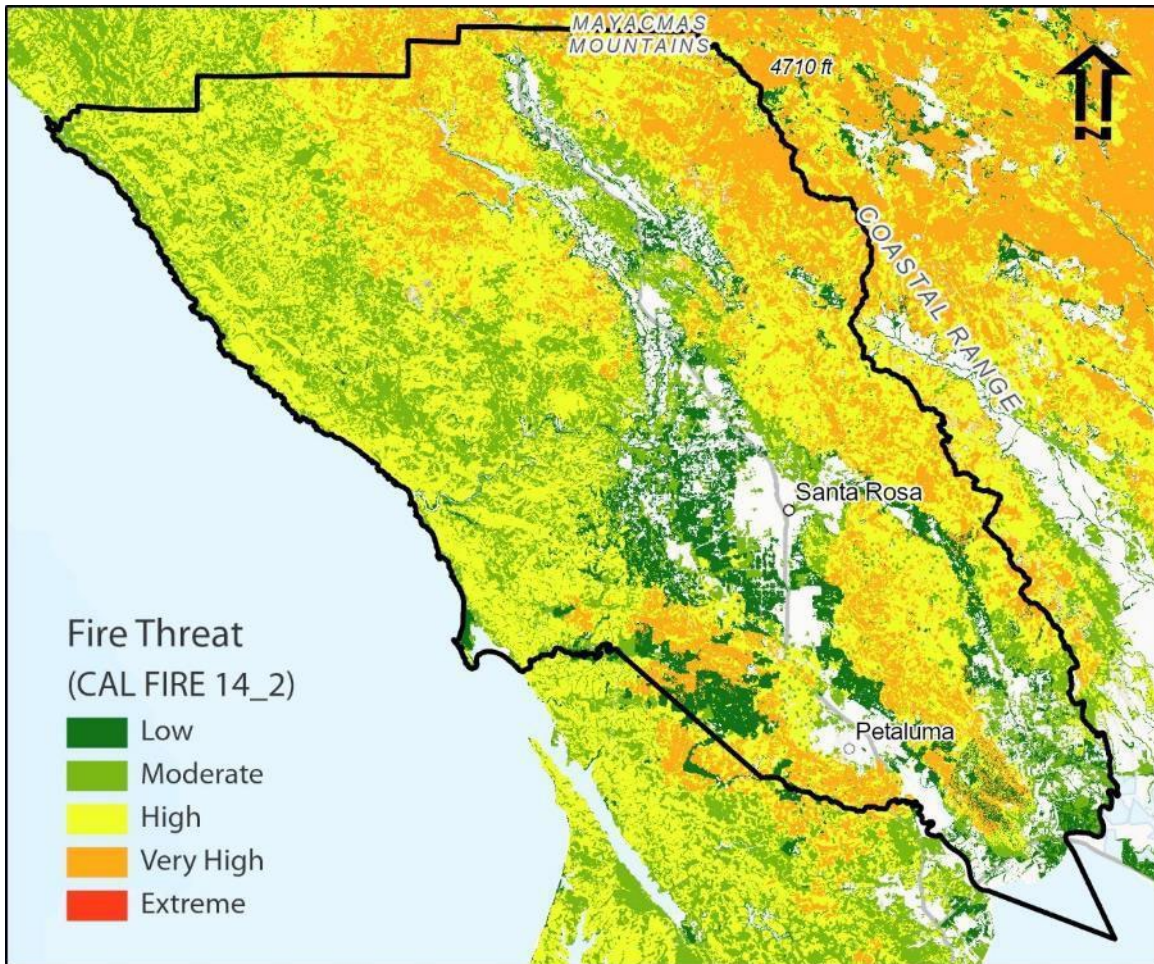 MAYACMAS
MOUNTAINS
4710 ft
N
COASTAL RANGE
Santa Rosa
Petaluma
Fire Threat
(CAL FIRE 14_2)
Low
Moderate
High
Very High
Extreme